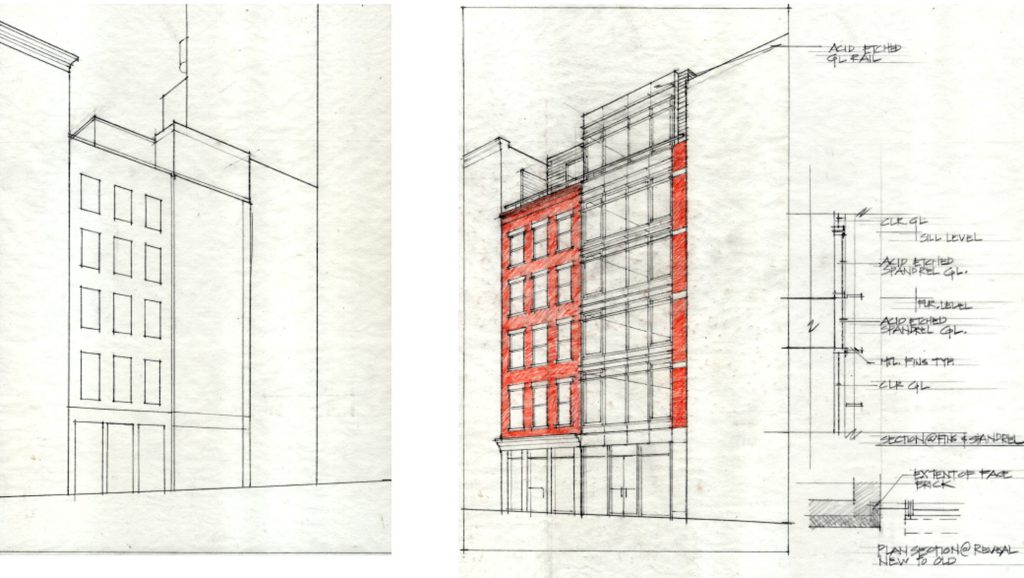 ACID ETCHED
GL RAIL
CLR GL
SILL LEVEL
ACID ETCHED
SPANDREL GL.
FLR. LEVEL
ACID ETCHED
SPANDREL GL.
MTL. FINS TYP
CLR GL
SECTION@FINS & SPANDREL
EXTENT OF FACE
BRICK
PLAN SECTION@REVEAL
NEW TO OLD